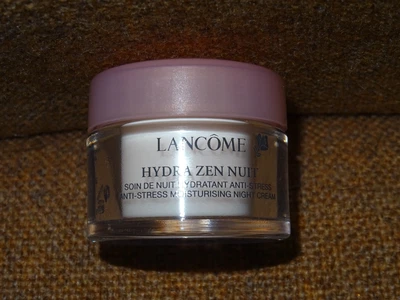 LANCÔME
HYDRA ZEN NUIT
SOIN DE NUIT HYDRATANT ANTI-STRESS
ANTI-STRESS MOISTURISING NIGHT CREAM